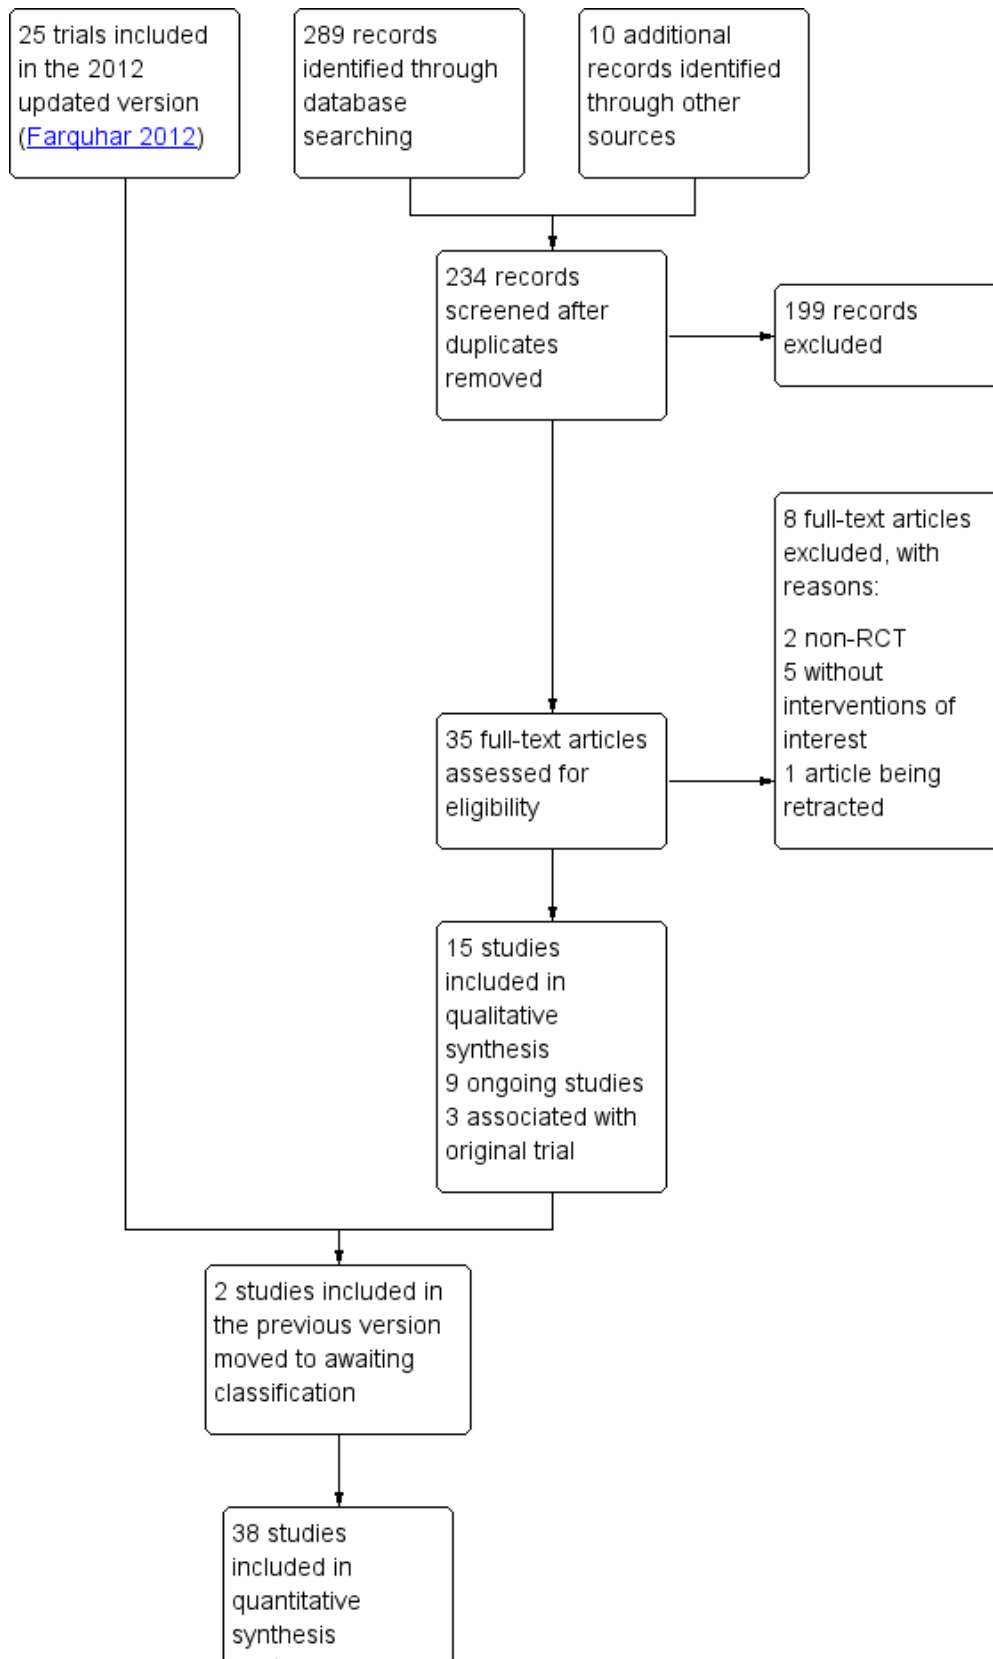 25 trials included
in the 2012
updated version
(Farquhar 2012)
289 records
identified through
database
searching
10 additional
records identified
through other
sources
234 records
screened after
duplicates
removed
199 records
excluded
8 full-text articles
excluded, with
reasons:
2 non-RCT
5 without
interventions of
interest
1 article being
retracted
35 full-text articles
assessed for
eligibility
15 studies
included in
qualitative
synthesis
9 ongoing studies
3 associated with
original trial
2 studies included in
the previous version
moved to awaiting
classification
38 studies
included in
quantitative
synthesis